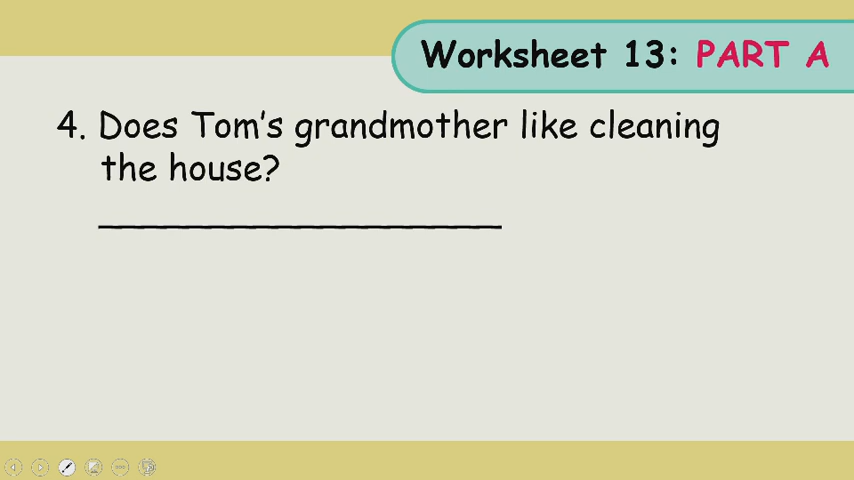 Worksheet 13: PART A
4. Does Tom's grandmother like cleaning
the house?